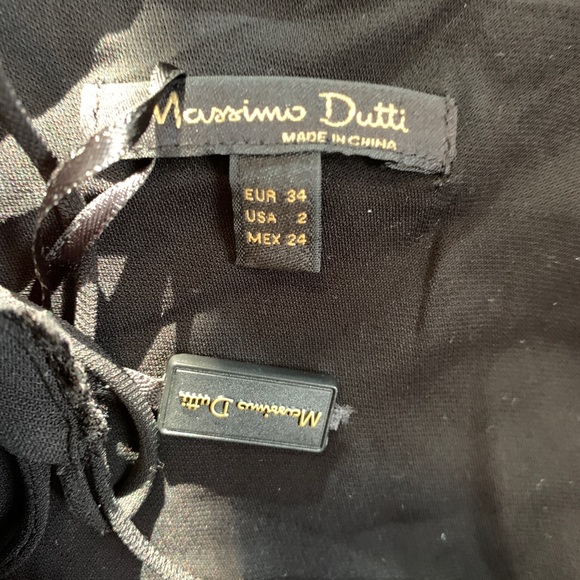 Massimo Dutti
MADE IN CHINA
EUR 34
USA 2
MEX 24
Massimo Dutti